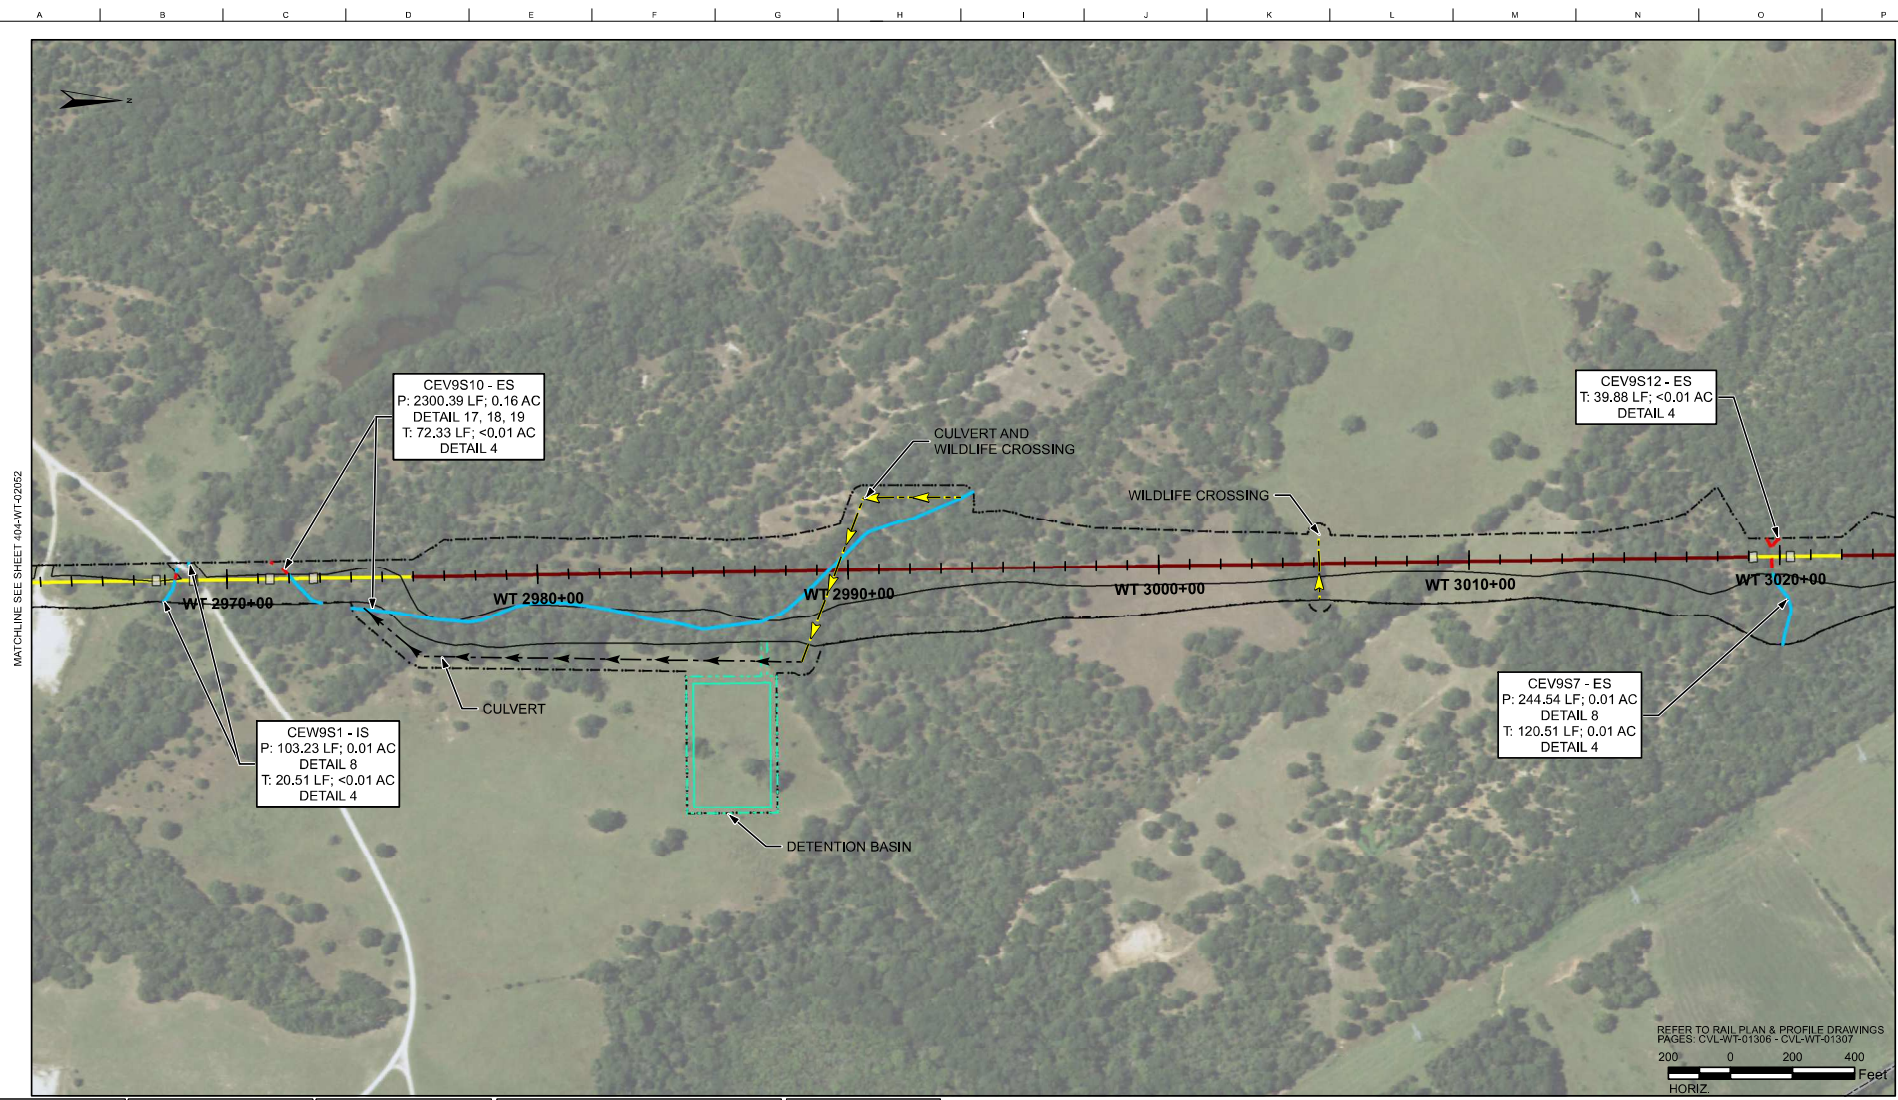 A B C D E F G H I J K L M N O P
N
MATCHLINE SEE SHEET 404-WT-02052
CEV9S10 - ES
P: 2300.39 LF; 0.16 AC
DETAIL 17, 18, 19
T: 72.33 LF; <0.01 AC
DETAIL 4
CEV9S12 - ES
T: 39.88 LF; <0.01 AC
DETAIL 4
CULVERT AND
WILDLIFE CROSSING
WILDLIFE CROSSING
WT 2970+00
WT 2980+00
WT 2990+00
WT 3000+00
WT 3010+00
WT 3020+00
CULVERT
CEW9S1 - IS
P: 103.23 LF; 0.01 AC
DETAIL 8
T: 20.51 LF; <0.01 AC
DETAIL 4
CEV9S7 - ES
P: 244.54 LF; 0.01 AC
DETAIL 8
T: 120.51 LF; 0.01 AC
DETAIL 4
DETENTION BASIN
REFER TO RAIL PLAN & PROFILE DRAWINGS
PAGES: CVL-WT-01306 - CVL-WT-01307
200 0 200 400
Feet
HORIZ.